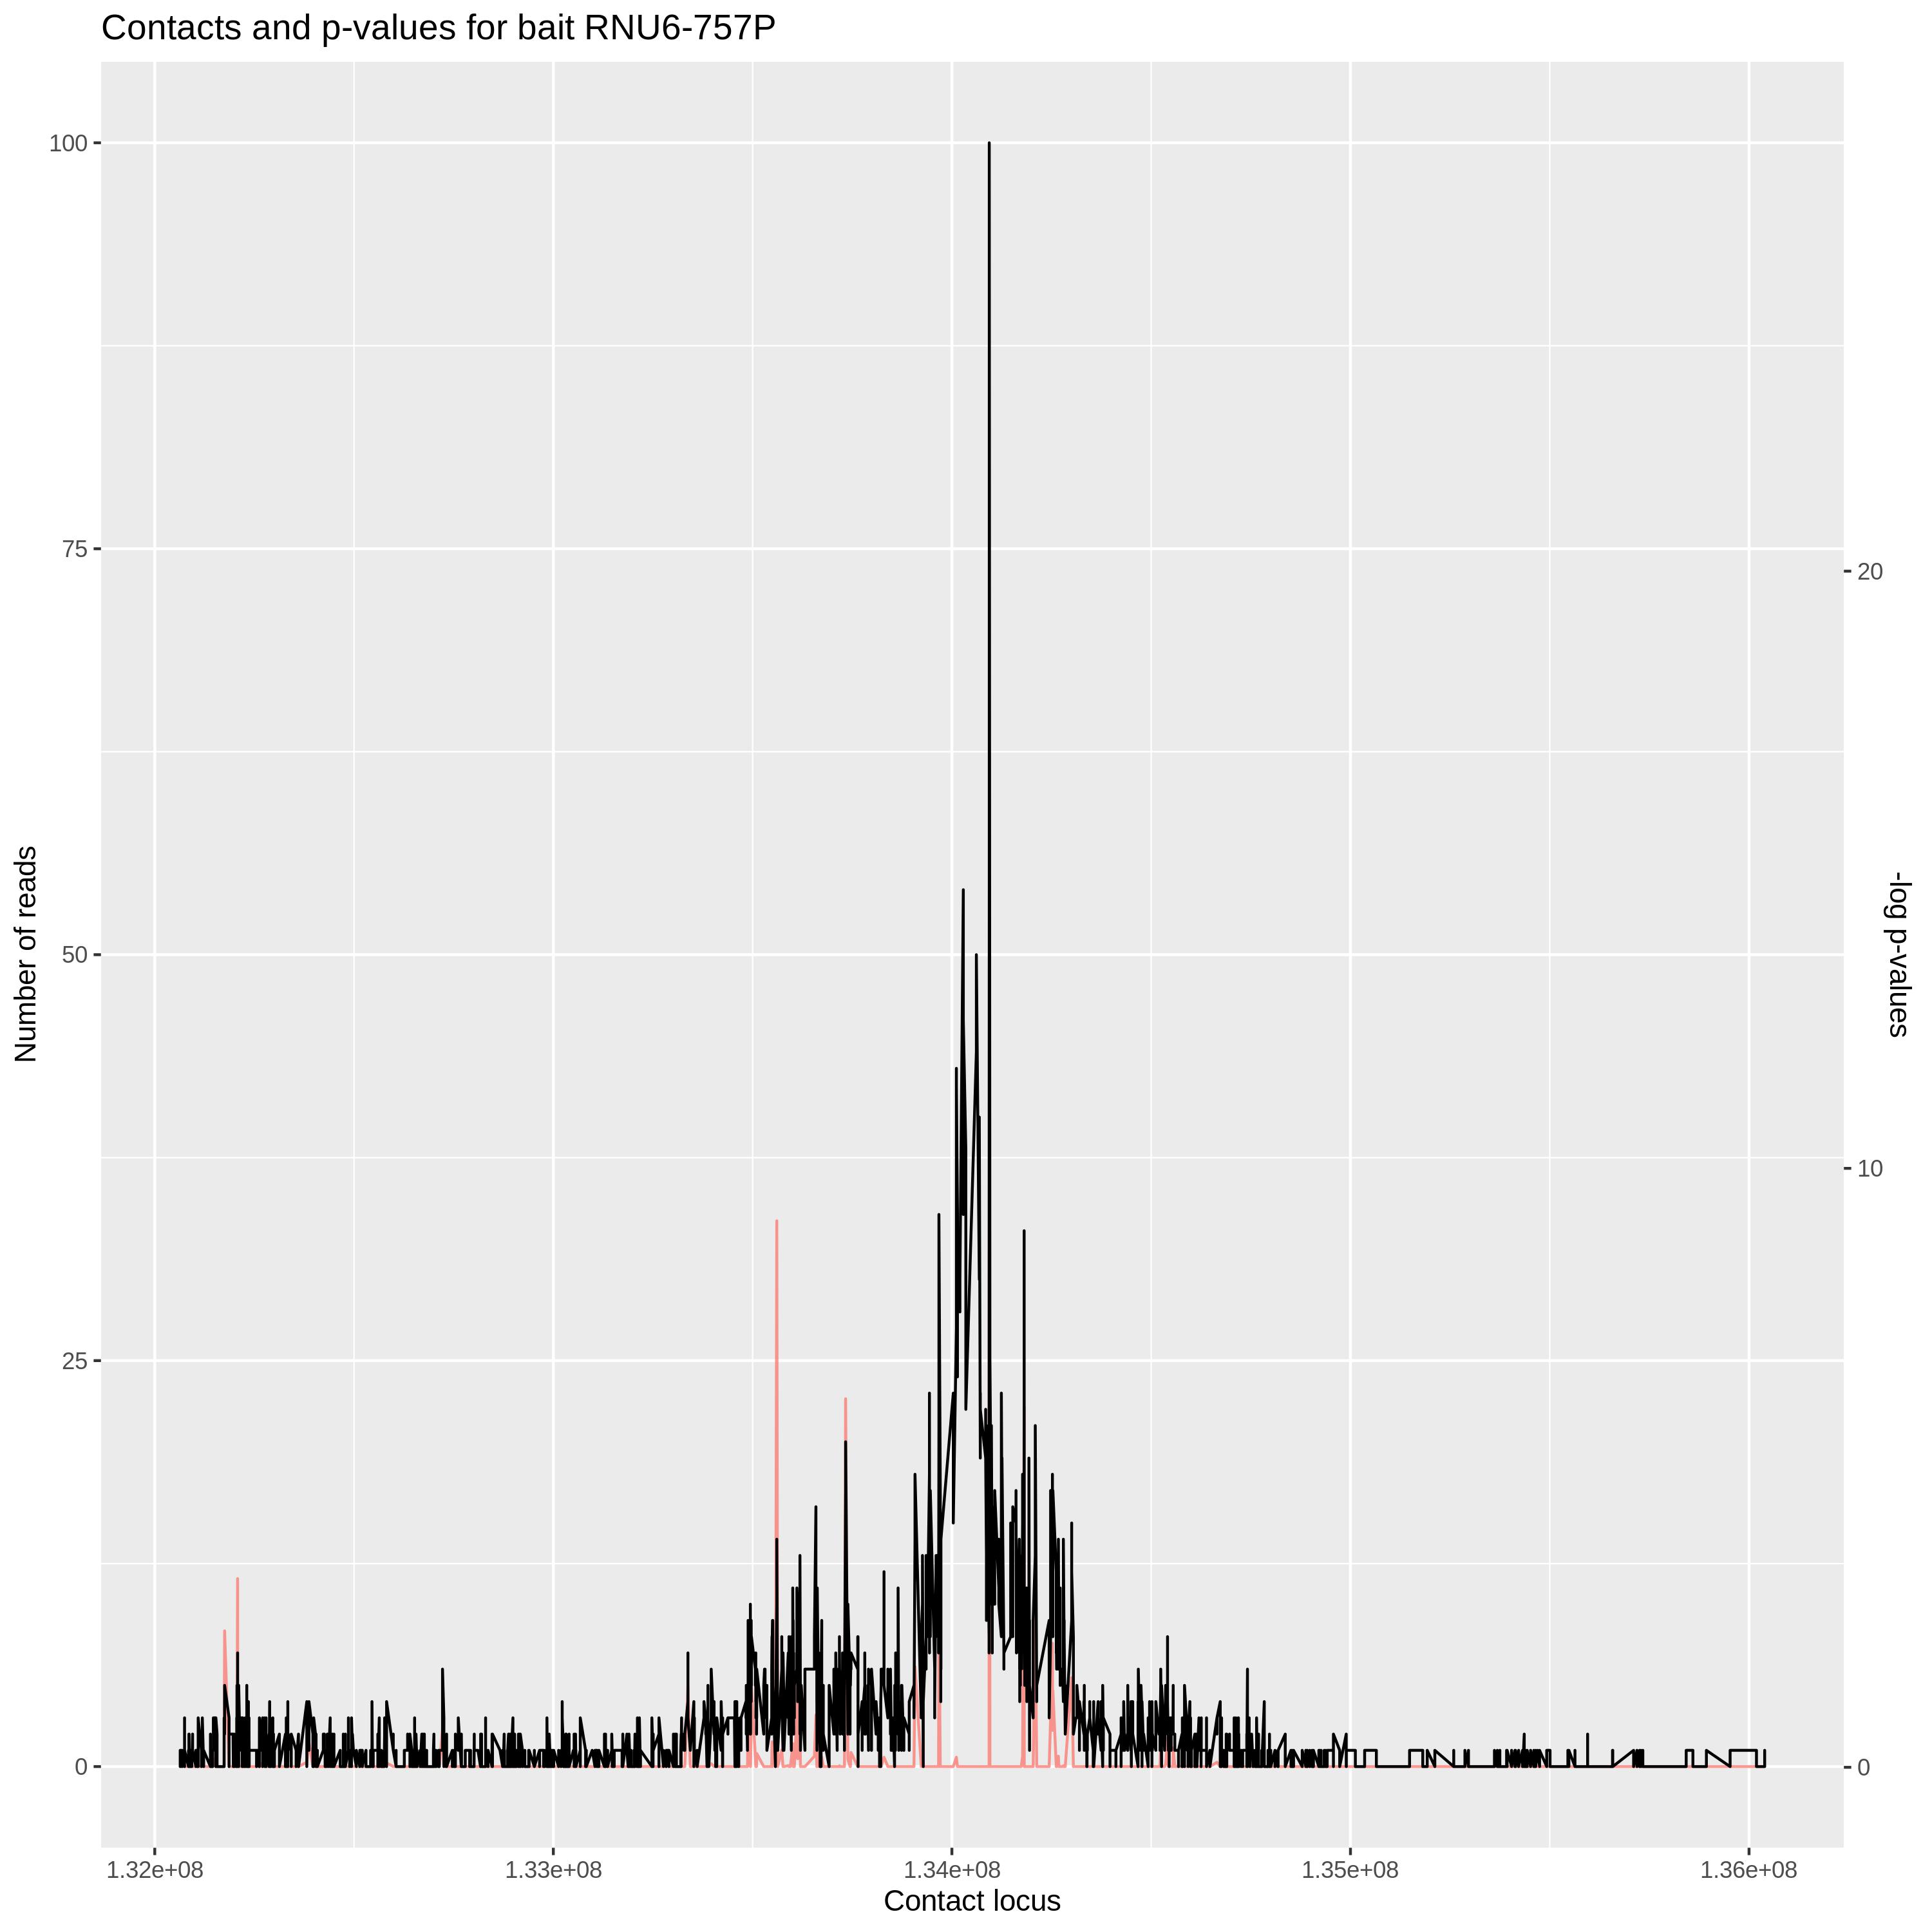 Contacts and p-values for bait RNU6-757P
100
75
50
25
0
20
10
0
Number of reads
-log p-values
1.32e+08
1.33e+08
1.34e+08
1.35e+08
1.36e+08
Contact locus